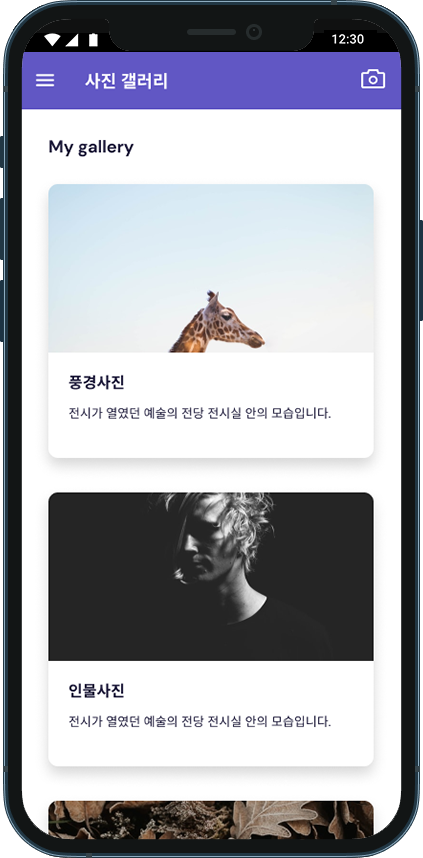 12:30
사진 갤러리
My gallery
풍경사진
전시가 열였던 예술의 전당 전시실 안의 모습입니다.
인물사진
전시가 열였던 예술의 전당 전시실 안의 모습입니다.